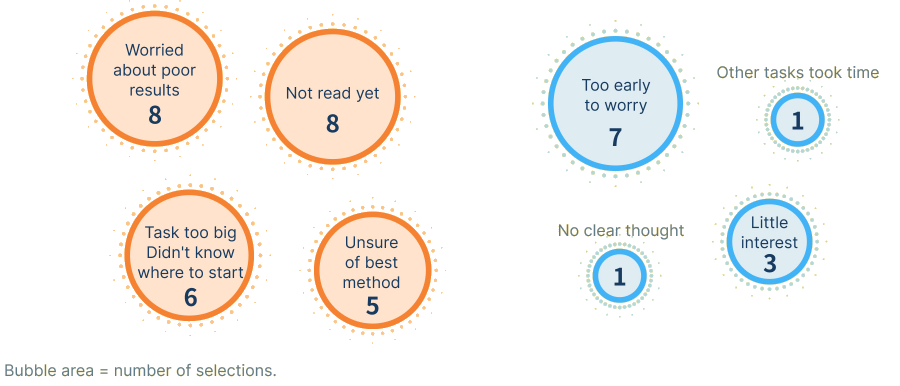 Worried
about poor
results
8
Not read yet
8
Too early
to worry
7
Other tasks took time
1
Task too big
Didn't know
where to start
6
Unsure
of best
method
5
No clear thought
1
Little
interest
3
Bubble area = number of selections.